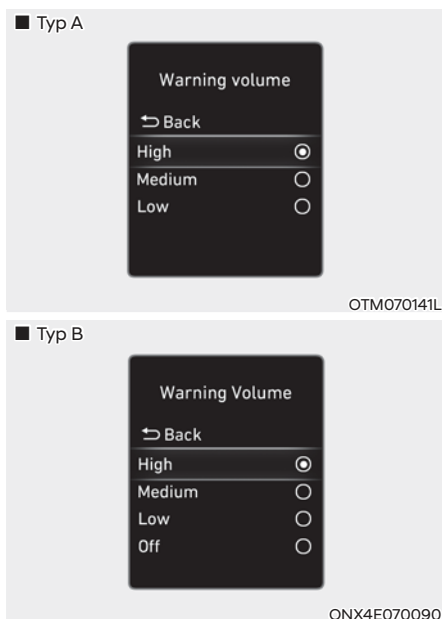 ■ Typ A
Warning volume
⮌ Back
High
Medium
Low
OTM070141L
■ Typ B
Warning Volume
⮌ Back
High
Medium
Low
Off
ONX4E070090